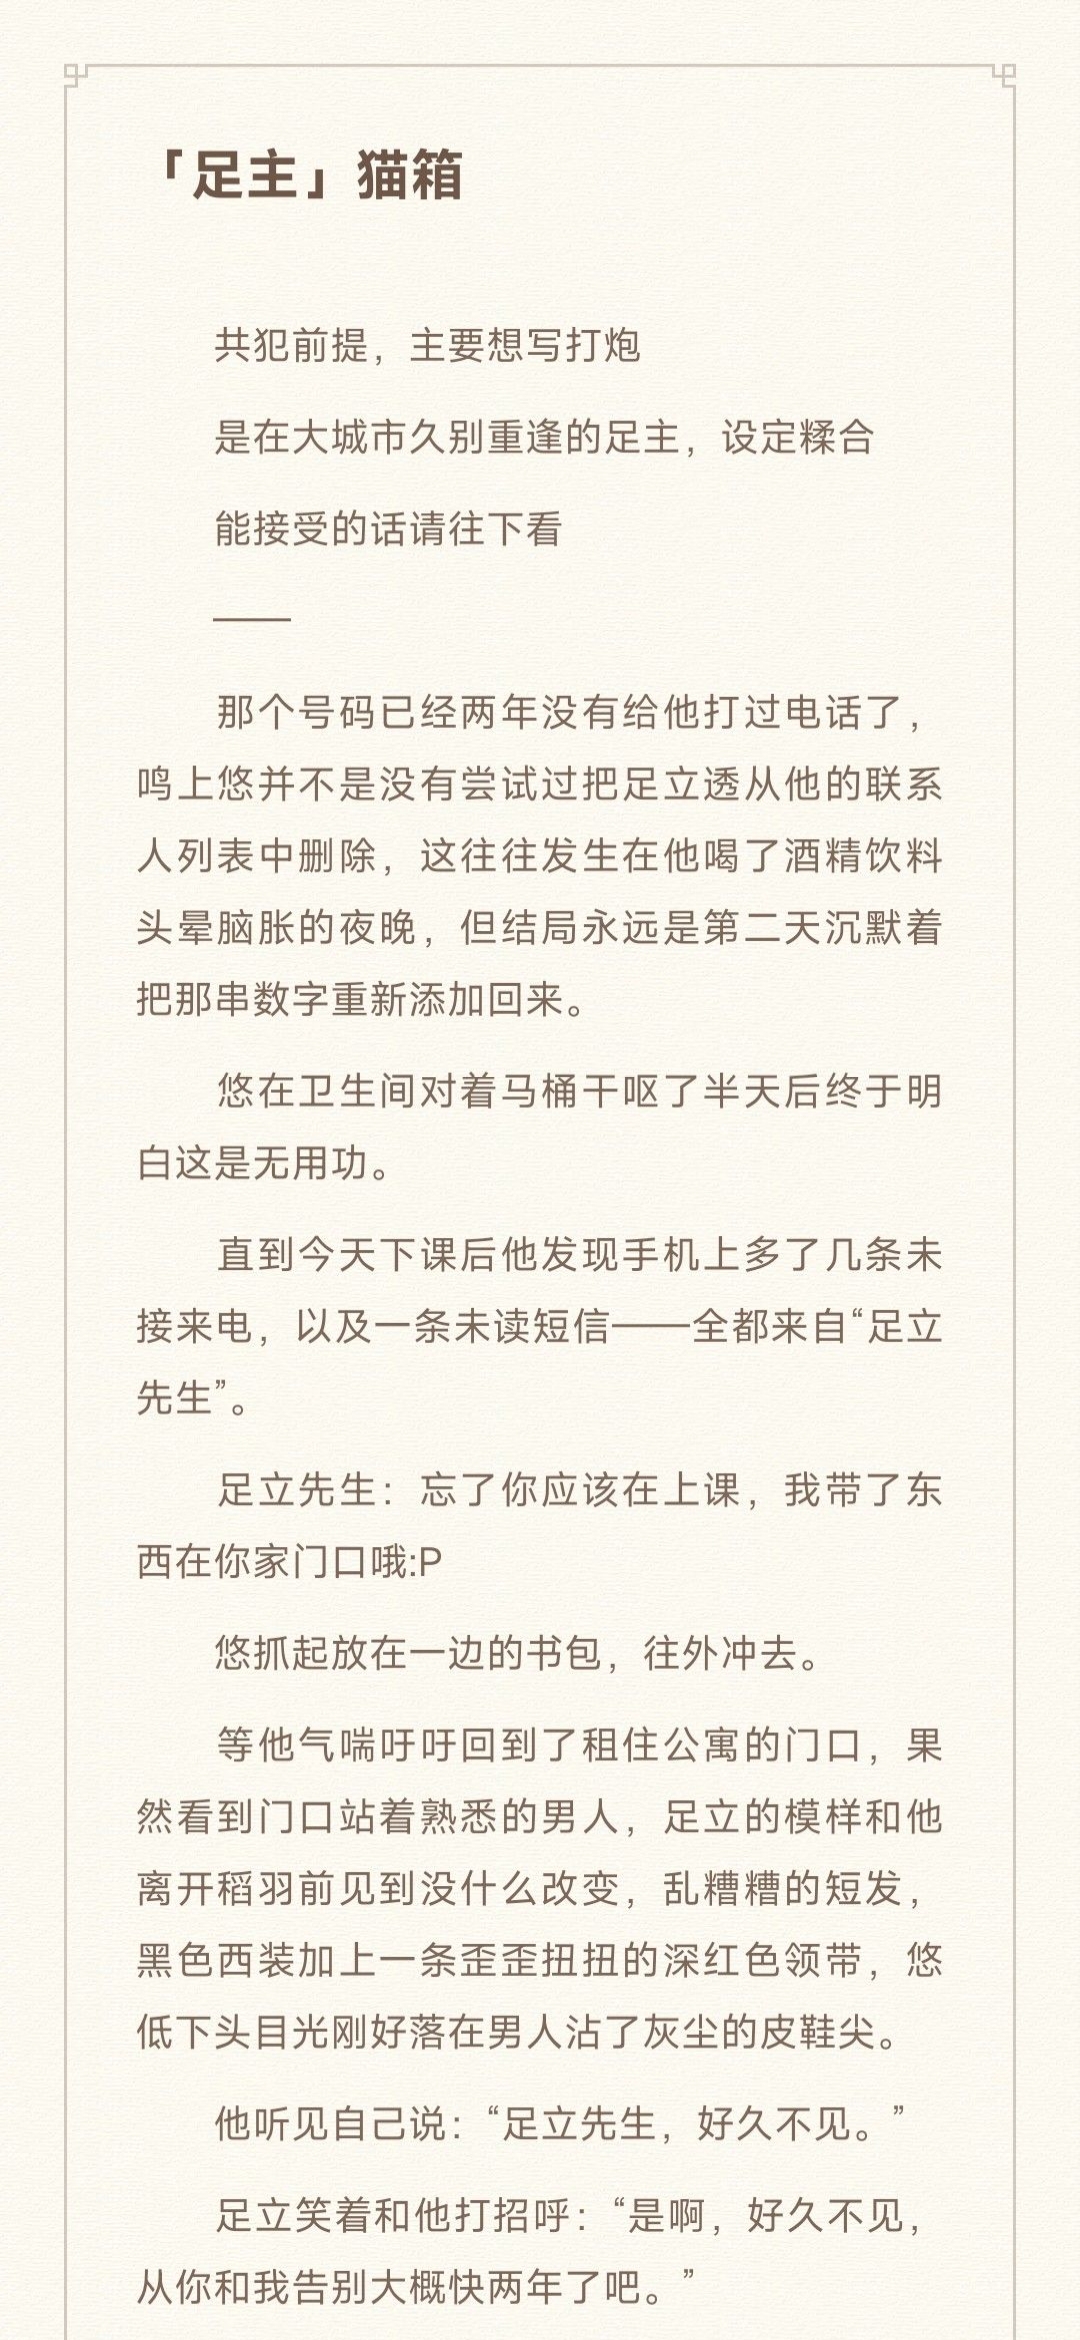 「足主」猫箱
共犯前提，主要想写打炮
是在大城市久别重逢的足主，设定糅合
能接受的话请往下看
——
那个号码已经两年没有给他打过电话了，
鸣上悠并不是没有尝试过把足立透从他的联系
人列表中删除，这往往发生在他喝了酒精饮料
头晕脑胀的夜晚，但结局永远是第二天沉默着
把那串数字重新添加回来。
悠在卫生间对着马桶干呕了半天后终于明
白这是无用功。
直到今天下课后他发现手机上多了几条未
接来电，以及一条未读短信——全都来自“足立
先生”。
足立先生：忘了你应该在上课，我带了东
西在你家门口哦:P
悠抓起放在一边的书包，往外冲去。
等他气喘吁吁回到了租住公寓的门口，果
然看到门口站着熟悉的男人，足立的模样和他
离开稻羽前见到没什么改变，乱糟糟的短发，
黑色西装加上一条歪歪扭扭的深红色领带，悠
低下头目光刚好落在男人沾了灰尘的皮鞋尖。
他听见自己说：“足立先生，好久不见。”
足立笑着和他打招呼：“是啊，好久不见，
从你和我告别大概快两年了吧。”